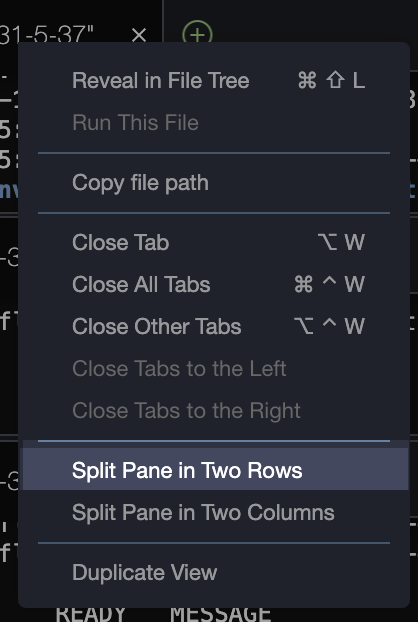 31-5-37" ×
Reveal in File Tree ⌘ ⇧ L
Run This File
Copy file path
Close Tab ⌥ W
Close All Tabs ⌘ ^ W
Close Other Tabs ⌥ ^ W
Close Tabs to the Left
Close Tabs to the Right
Split Pane in Two Rows
Split Pane in Two Columns
Duplicate View
READY MESSAGE